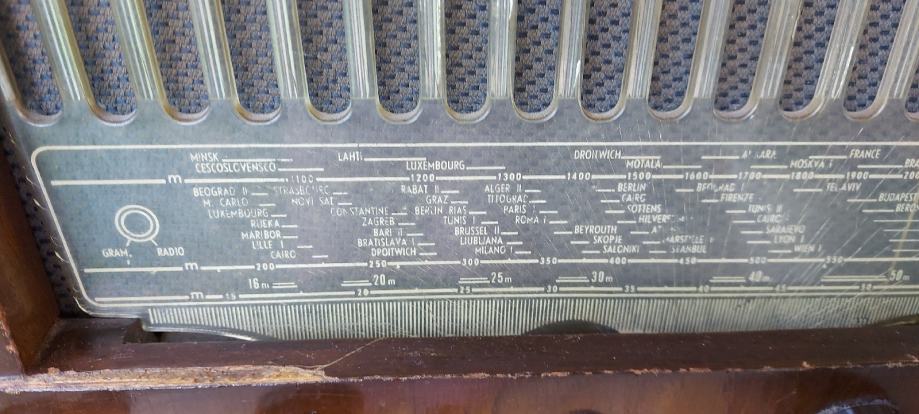 MINSK LAHTI DROITWICH FRANCE
CESCOSLOVENSCO LUXEMBOURG MOTALA MOSKVA I
m 1100 1200 1300 1400 1500 1600 1700 1800 1900
BEOGRAD II STRASBOURG RABAT II ALGER II BERLIN BEOGRAD I TEL AVIV
M. CARLO NOVI SAD GRAZ TITOGRAD CAIRO FIRENZE BUDAPEST
LUXEMBOURG CONSTANTINE BERLIN RIAS PARIS SOTTENS TUNIS II
RIJEKA ZAGREB TUNIS I ROMA I CAIRO
MARIBOR BARI II BRUSSEL II BEYROUTH SARAJEVO
LILLE I BRATISLAVA I LJUBLJANA SKOPJE LYON I
CAIRO DROITWICH MILANO I SALONIKI WIEN I
GRAM. RADIO
m 200 250 300 350 400 450 500 550
16 m 20 m 25 m 30 m 40 m 50 m
m 15 20 25 30 35 40 45 50